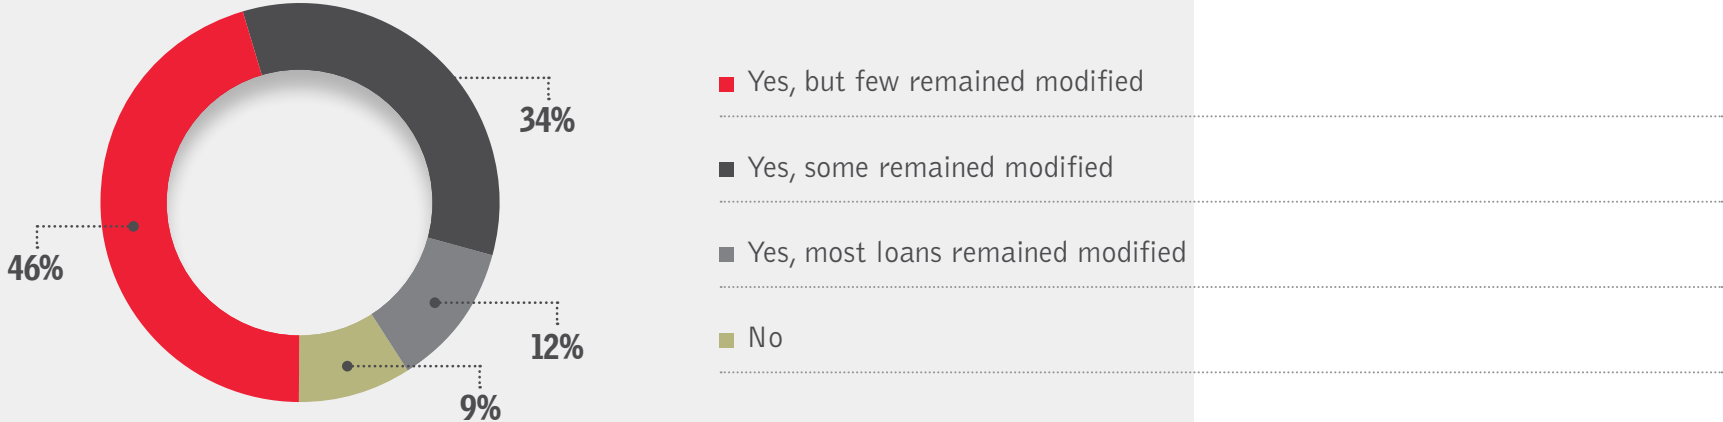 34%
46%
12%
9%
Yes, but few remained modified
Yes, some remained modified
Yes, most loans remained modified
No